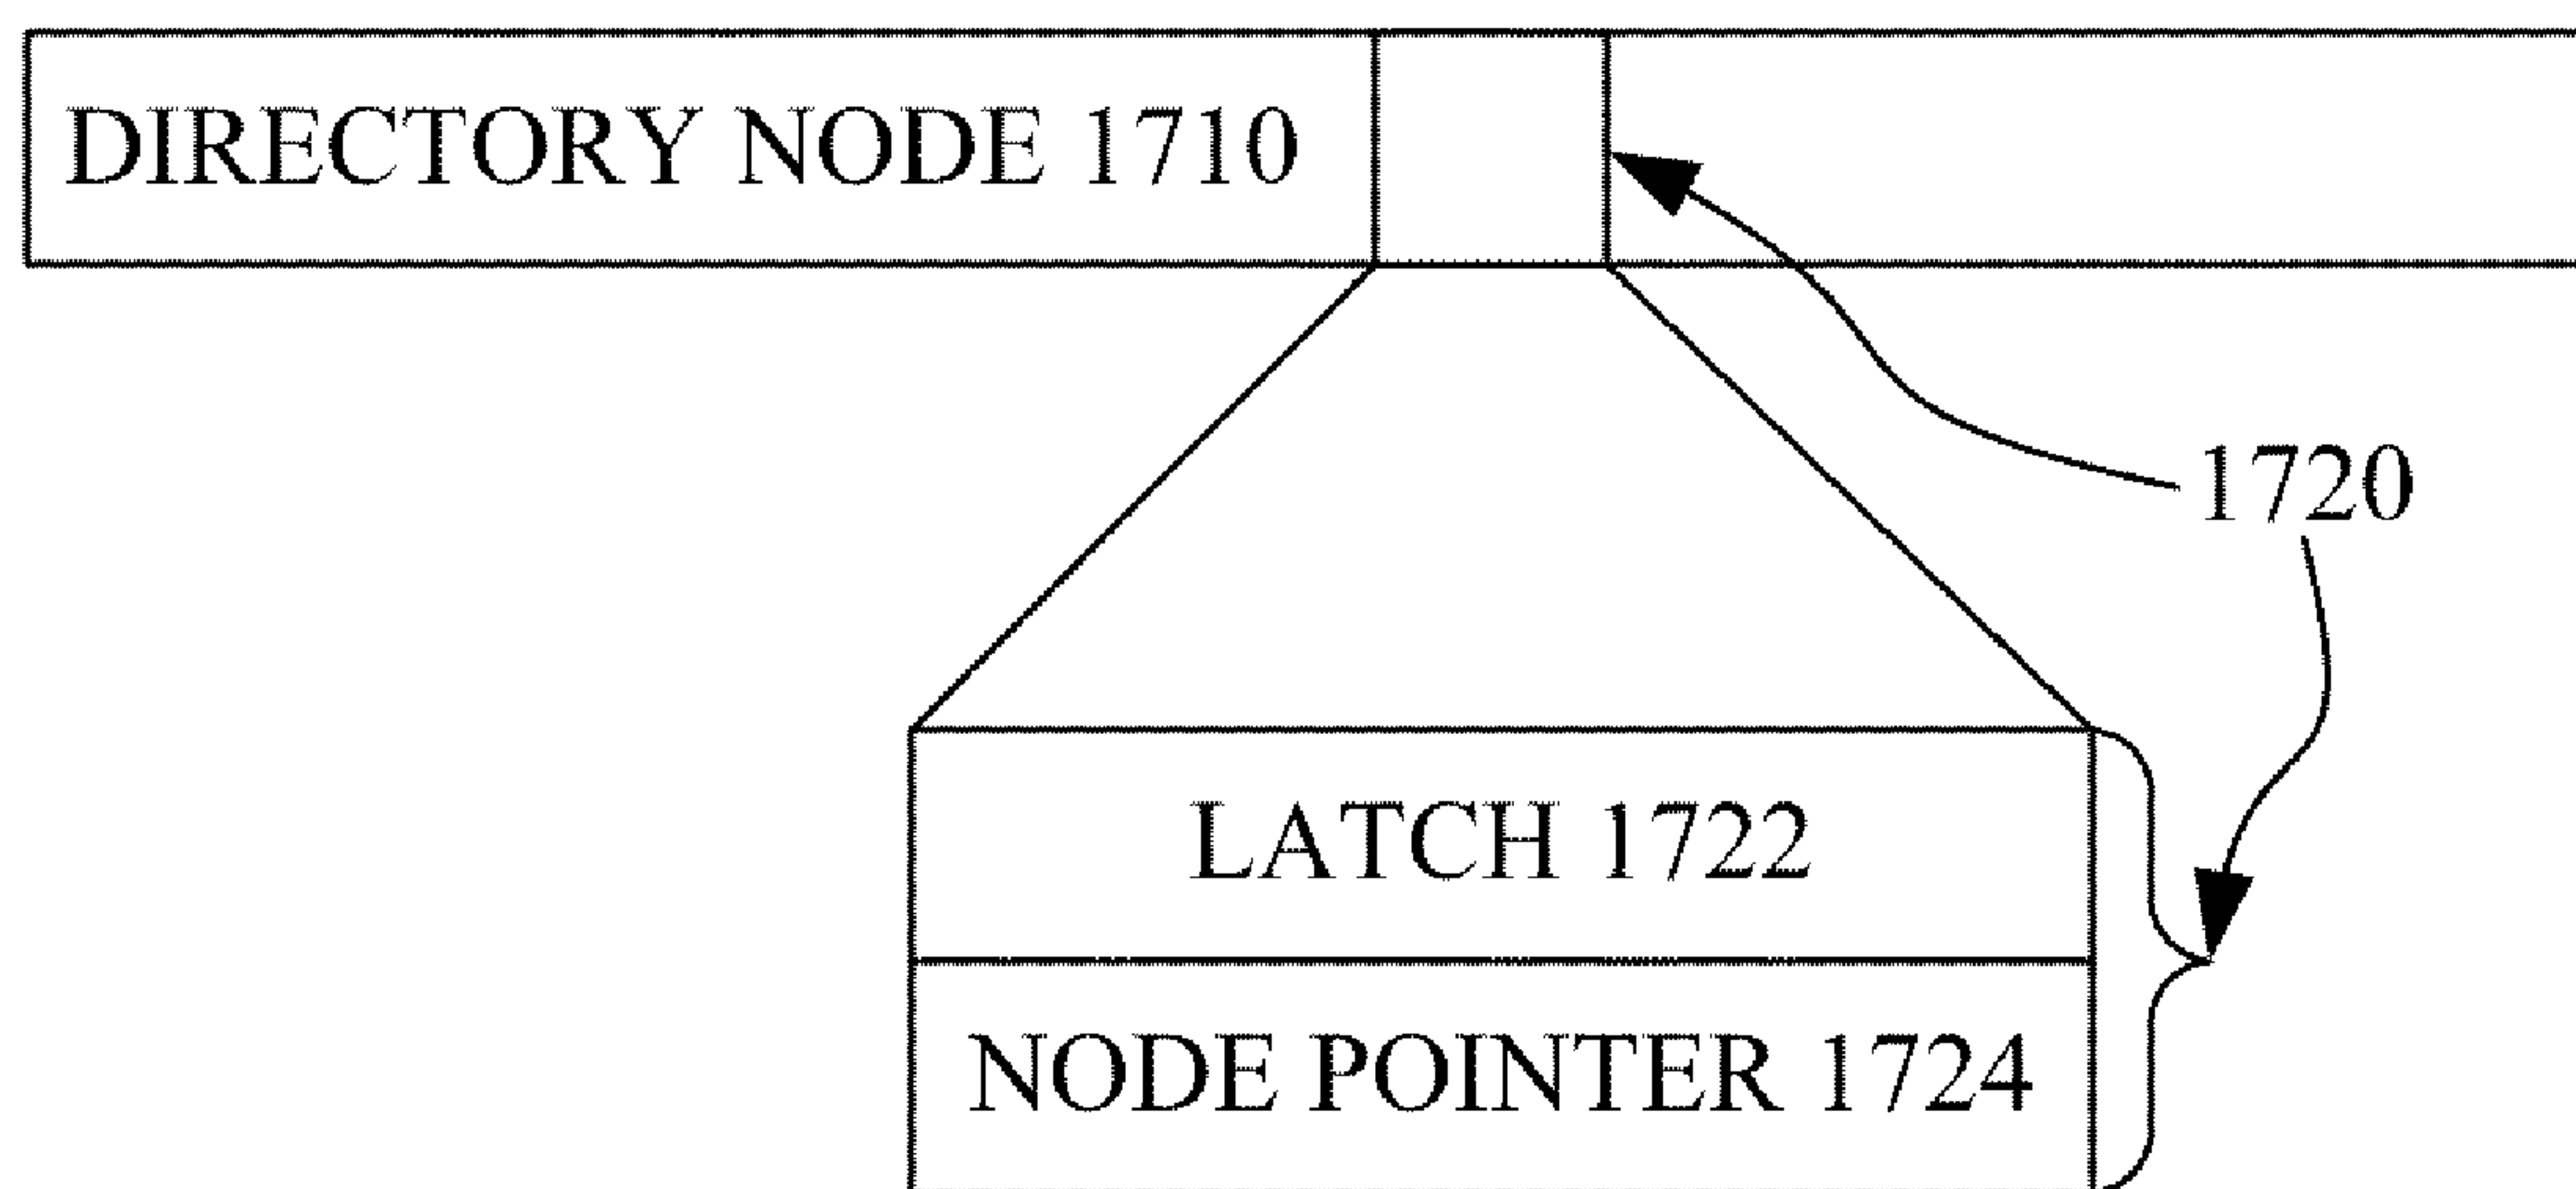 DIRECTORY NODE 1710
1720
LATCH 1722
NODE POINTER 1724